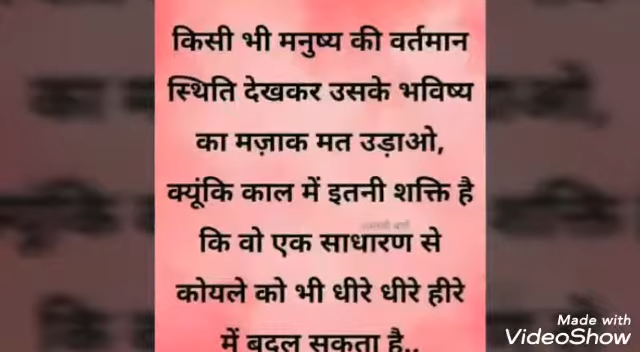 किसी भी मनुष्य की वर्तमान
स्थिति देखकर उसके भविष्य
का मज़ाक मत उड़ाओ,
क्यूंकि काल में इतनी शक्ति है
कि वो एक साधारण से
कोयले को भी धीरे धीरे हीरे
में बदल सकता है..
Made with
VideoShow